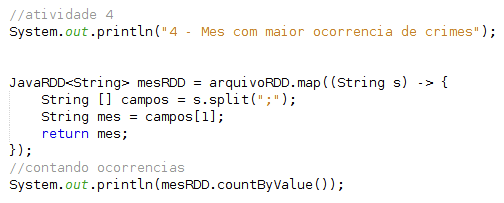 //atividade 4
System.out.println("4 - Mes com maior ocorrencia de crimes");
JavaRDD<String> mesRDD = arquivoRDD.map((String s) -> {
String [] campos = s.split(";");
String mes = campos[1];
return mes;
});
//contando ocorrencias
System.out.println(mesRDD.countByValue());